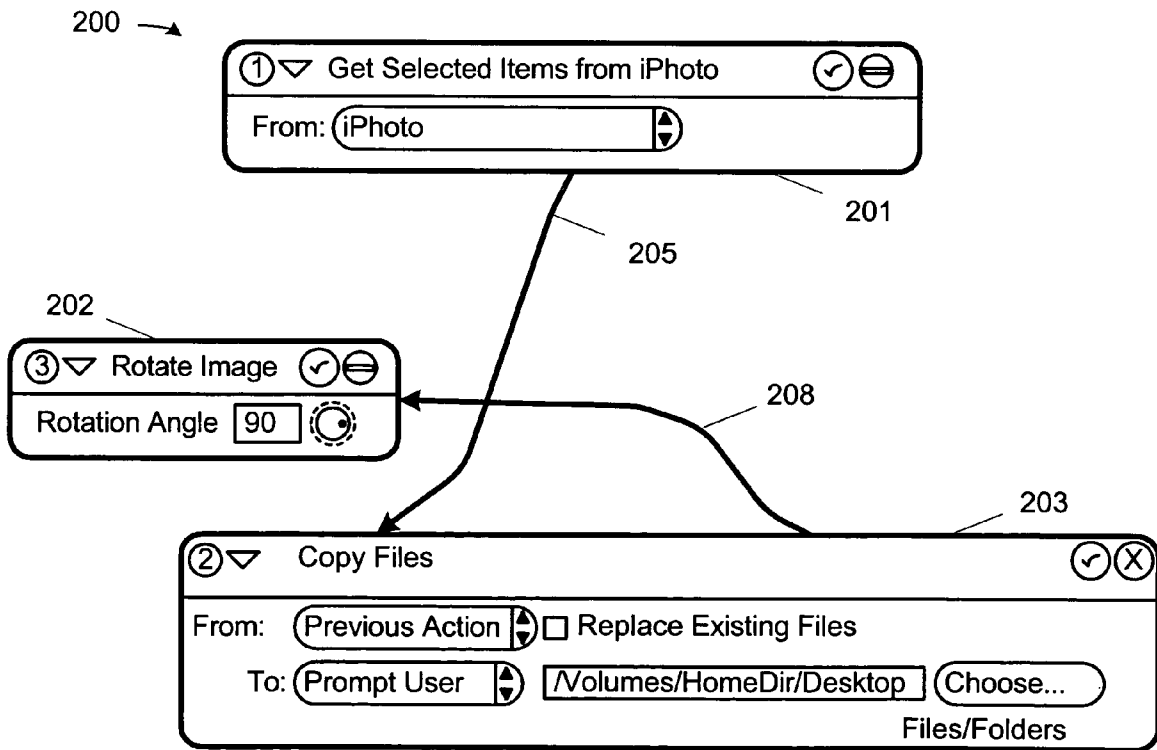 200
1 Get Selected Items from iPhoto
From: iPhoto
201
205
202
3 Rotate Image
Rotation Angle 90
208
203
2 Copy Files
X
From: Previous Action Replace Existing Files
To: Prompt User /Volumes/HomeDir/Desktop Choose...
Files/Folders